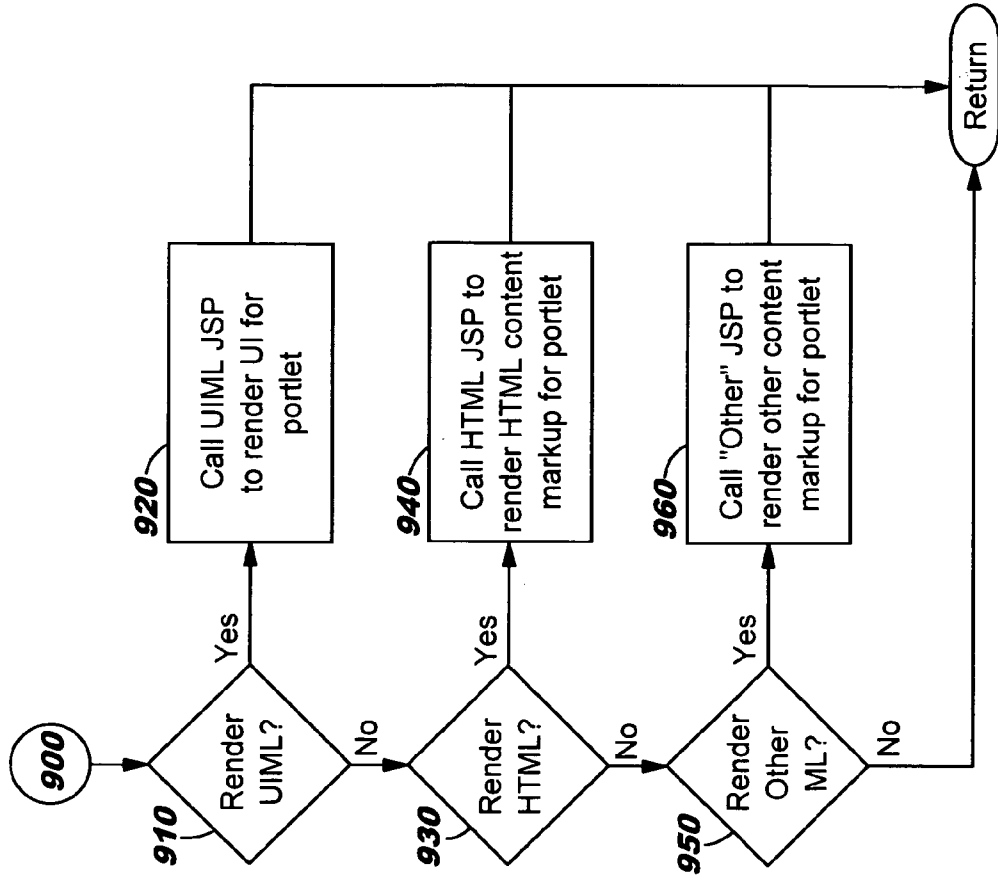 900
910
Render
UIML?
Yes
No
920
Call UIML JSP
to render UI for
portlet
930
Render
HTML?
Yes
No
940
Call HTML JSP to
render HTML content
markup for portlet
950
Render
Other
ML?
Yes
No
960
Call "Other" JSP to
render other content
markup for portlet
Return